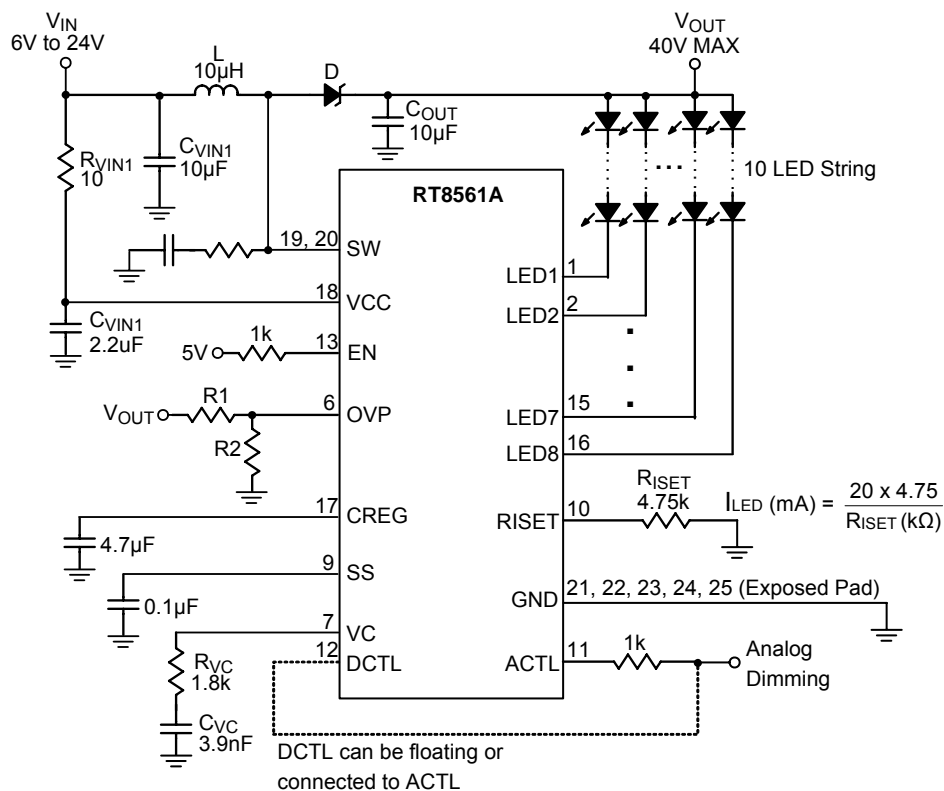 VIN
6V to 24V
VOUT
40V MAX
L
10µH
D
COUT
10µF
RVIN1
10
CVIN1
10µF
10 LED String
RT8561A
19, 20
SW
LED1
1
18
VCC
LED2
2
CVIN1
2.2uF
5V
1k
13
EN
VOUT
R1
6
OVP
R2
LED7
15
LED8
16
RISET
4.75k
RISET
10
ILED (mA) = 20 x 4.75 / RISET (kΩ)
17
CREG
4.7µF
9
SS
0.1µF
GND
21, 22, 23, 24, 25 (Exposed Pad)
7
VC
12
DCTL
RVC
1.8k
CVC
3.9nF
ACTL
11
1k
Analog
Dimming
DCTL can be floating or
connected to ACTL